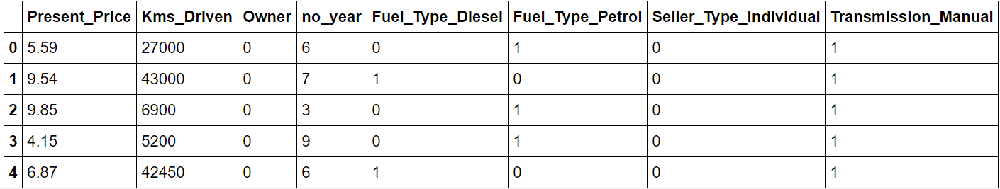 Present_Price Kms_Driven Owner no_year Fuel_Type_Diesel Fuel_Type_Petrol Seller_Type_Individual Transmission_Manual
0 5.59 27000 0 6 0 1 0 1
1 9.54 43000 0 7 1 0 0 1
2 9.85 6900 0 3 0 1 0 1
3 4.15 5200 0 9 0 1 0 1
4 6.87 42450 0 6 1 0 0 1